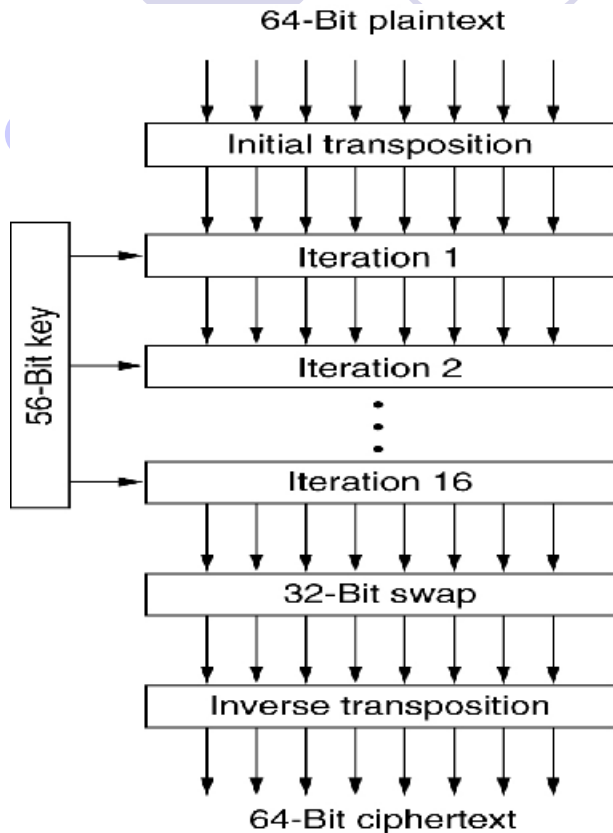 64-Bit plaintext
Initial transposition
Iteration 1
56-Bit key
Iteration 2
Iteration 16
32-Bit swap
Inverse transposition
64-Bit ciphertext